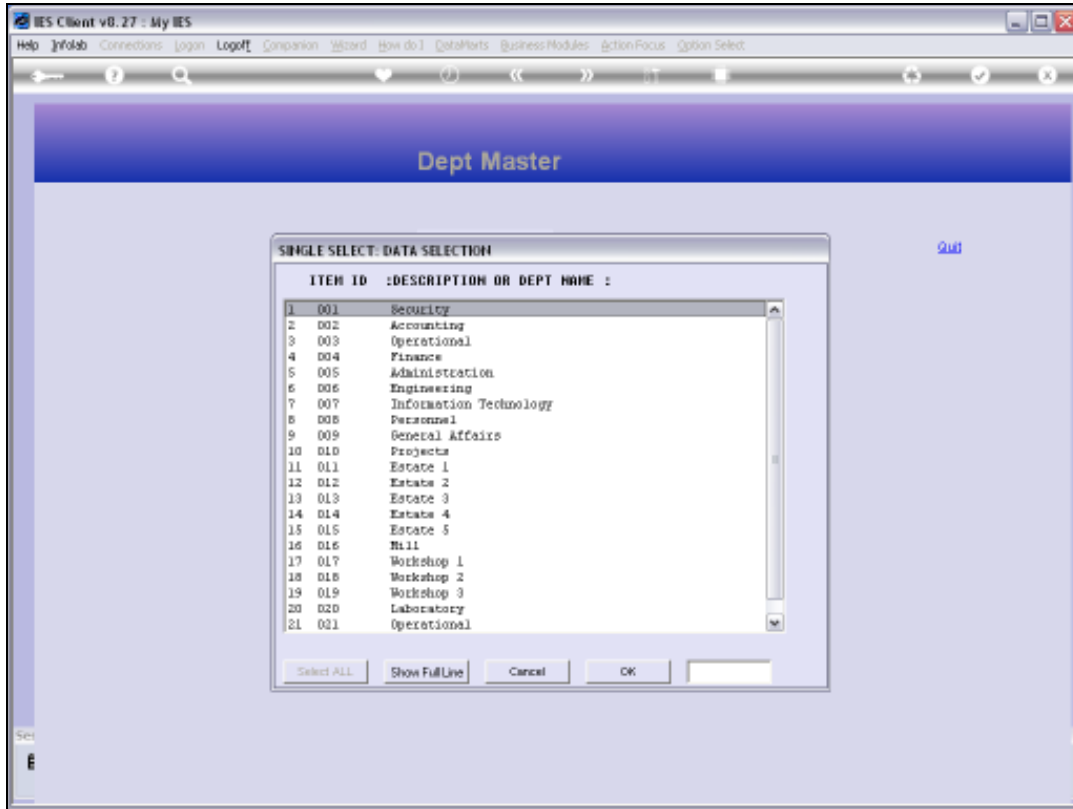 IES Client v8.27 : My IES
Help Infolab Connections Logon Logoff Companion Wizard How do I DataMarts Business Modules Action Focus Option Select
Dept Master
Quit
SINGLE SELECT: DATA SELECTION
ITEM ID :DESCRIPTION OR DEPT NAME :
1 001 Security
2 002 Accounting
3 003 Operational
4 004 Finance
5 005 Administration
6 006 Engineering
7 007 Information Technology
8 008 Personnel
9 009 General Affairs
10 010 Projects
11 011 Estate 1
12 012 Estate 2
13 013 Estate 3
14 014 Estate 4
15 015 Estate 5
16 016 Mill
17 017 Workshop 1
18 018 Workshop 2
19 019 Workshop 3
20 020 Laboratory
21 021 Operational
Select ALL Show Full Line Cancel OK
Ses